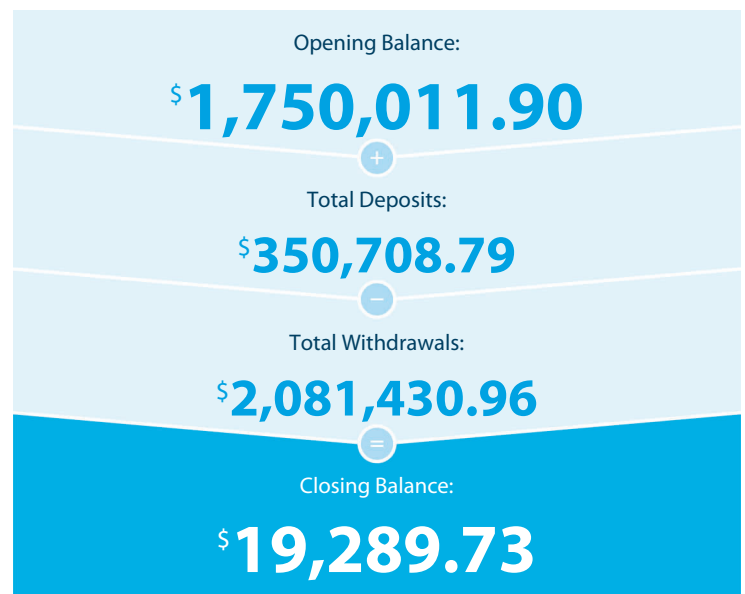 Opening Balance:
$1,750,011.90
+
Total Deposits:
$350,708.79
−
Total Withdrawals:
$2,081,430.96
=
Closing Balance:
$19,289.73